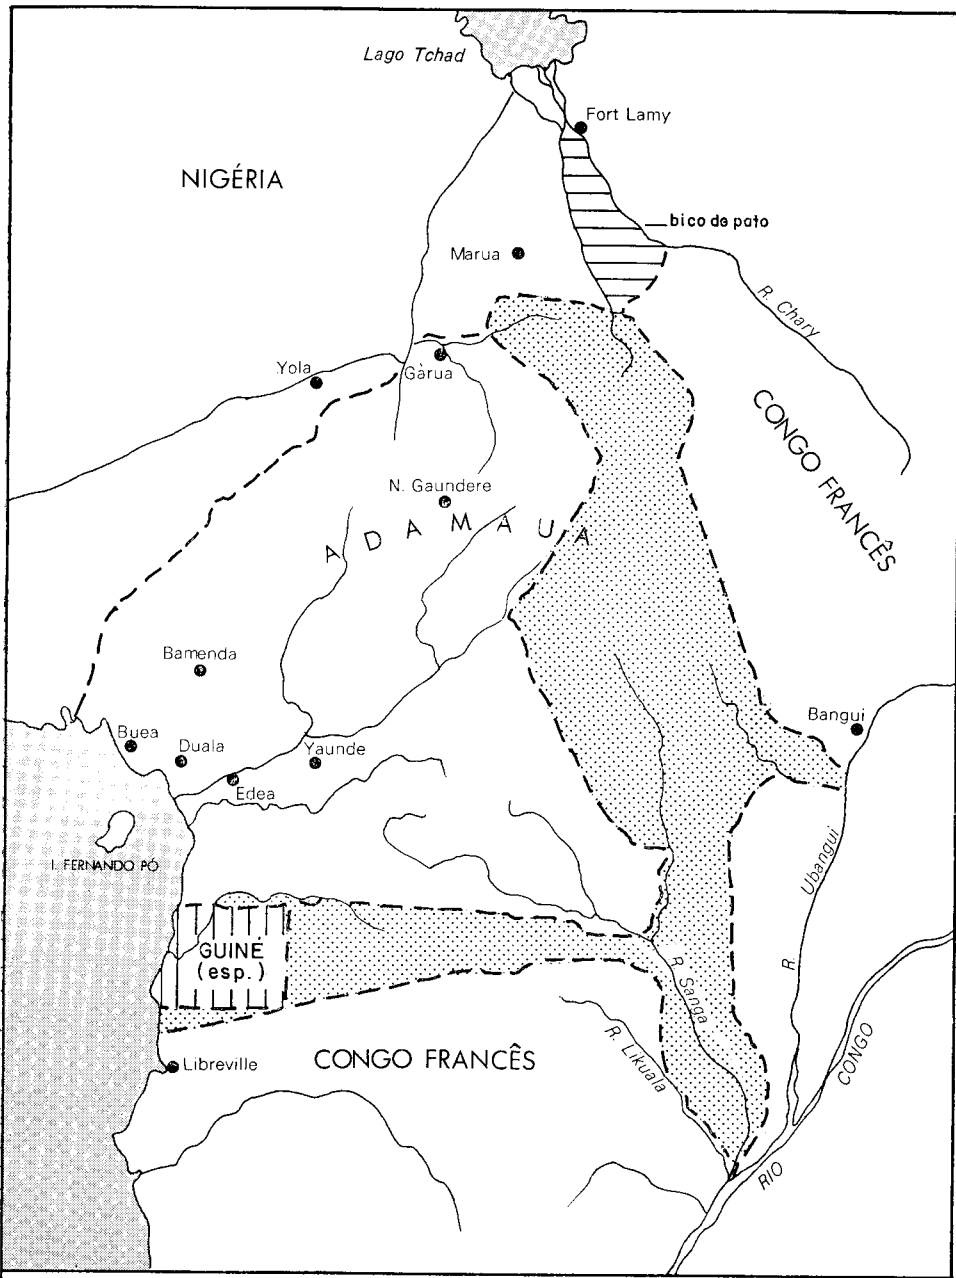 Lago Tchad
Fort Lamy
NIGÉRIA
bico de pato
Marua
R. Chary
Yola
Gàrua
CONGO FRANCÊS
N. Gaundere
ADAMAUA
Bamenda
Bangui
Buea
Duala
Yaunde
Edea
I. FERNANDO PÓ
R. Ubangui
GUINÉ
(esp.)
R. Sanga
R. Likuala
CONGO FRANCÊS
Libreville
RIO CONGO